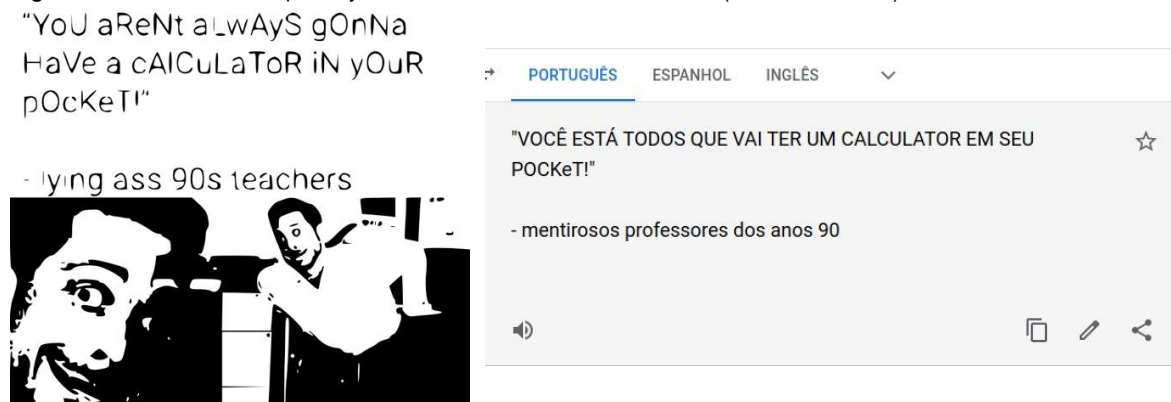 "YoU aReNt aLwAyS gOnNa
HaVe a cAlCuLaToR iN yOuR
pOcKeT!"
- lying ass 90s teachers
PORTUGUÊS ESPANHOL INGLÊS
"VOCÊ ESTÁ TODOS QUE VAI TER UM CALCULATOR EM SEU
POCKeT!"
- mentirosos professores dos anos 90